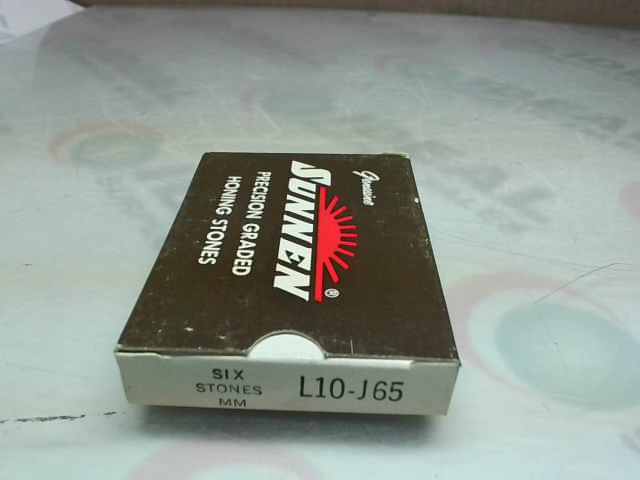 Genuine
SUNNEN®
PRECISION GRADED
HONING STONES
SIX
STONES
MM
L10-J65